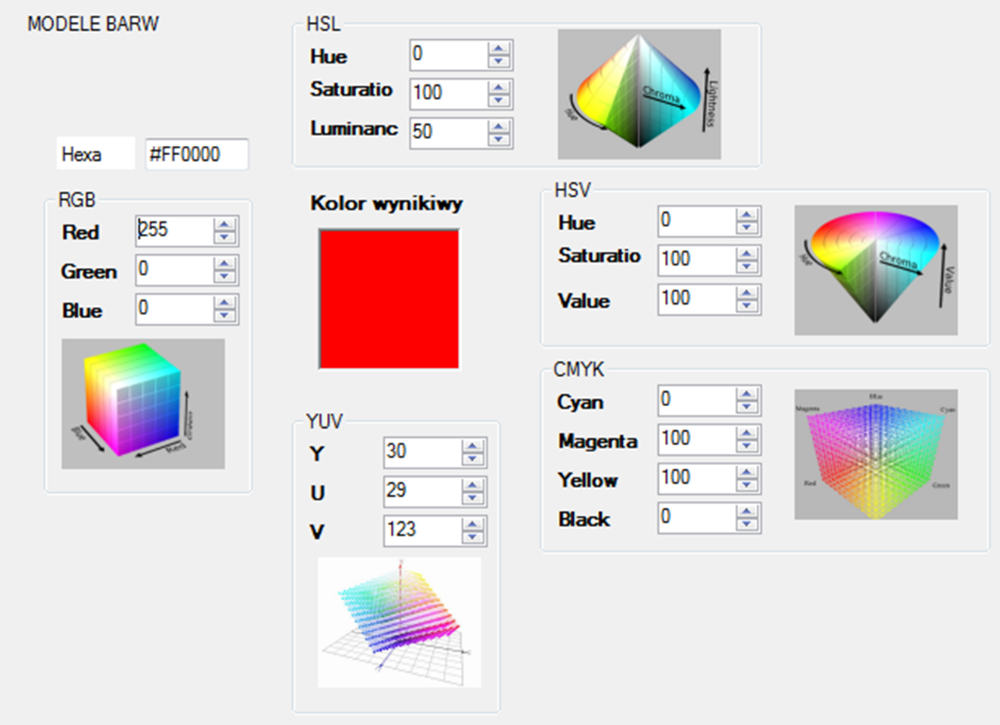 MODELE BARW
Hexa #FF0000
RGB
Red 255
Green 0
Blue 0
Blue
Red
HSL
Hue 0
Saturatio 100
Luminanc 50
Hue
Chroma
Lightness
Kolor wynikiwy
HSV
Hue 0
Saturatio 100
Value 100
Hue
Chroma
Value
YUV
Y 30
U 29
V 123
CMYK
Cyan 0
Magenta 100
Yellow 100
Black 0
Blue
Magenta
Cyan
Red
Green